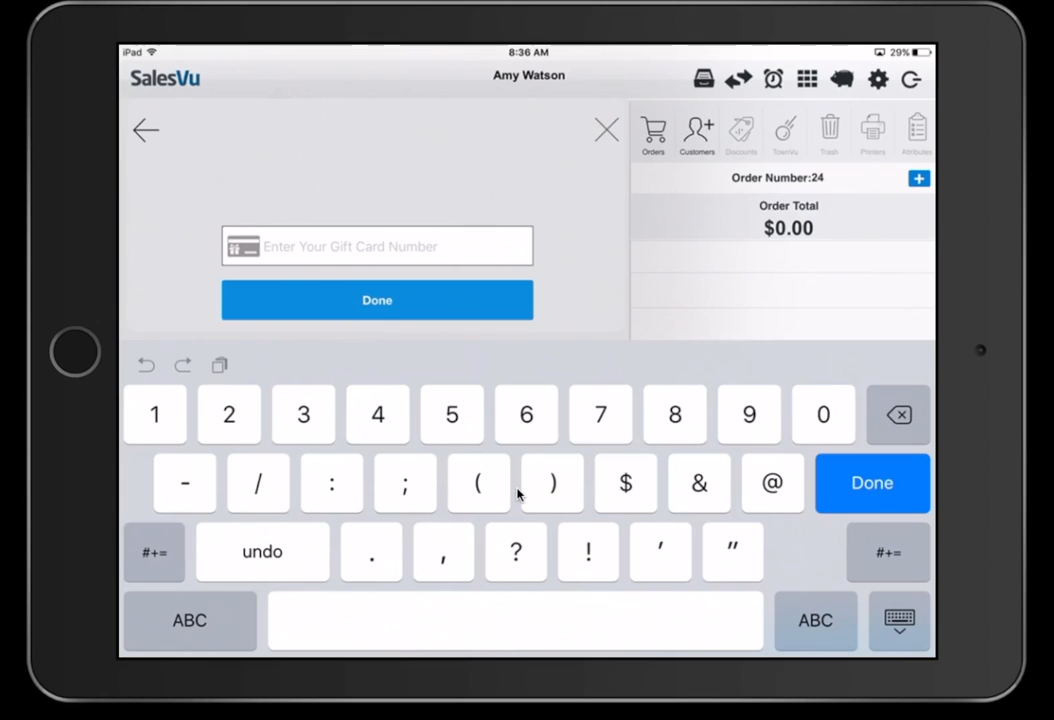 iPad 8:36 AM 29%
SalesVu Amy Watson
Orders Customers Discounts TownVu Trash Printers Attributes
Order Number:24 +
Order Total
$0.00
Enter Your Gift Card Number
Done
1 2 3 4 5 6 7 8 9 0
- / : ; ( ) $ & @ Done
#+= undo . , ? ! ' " #+=
ABC ABC